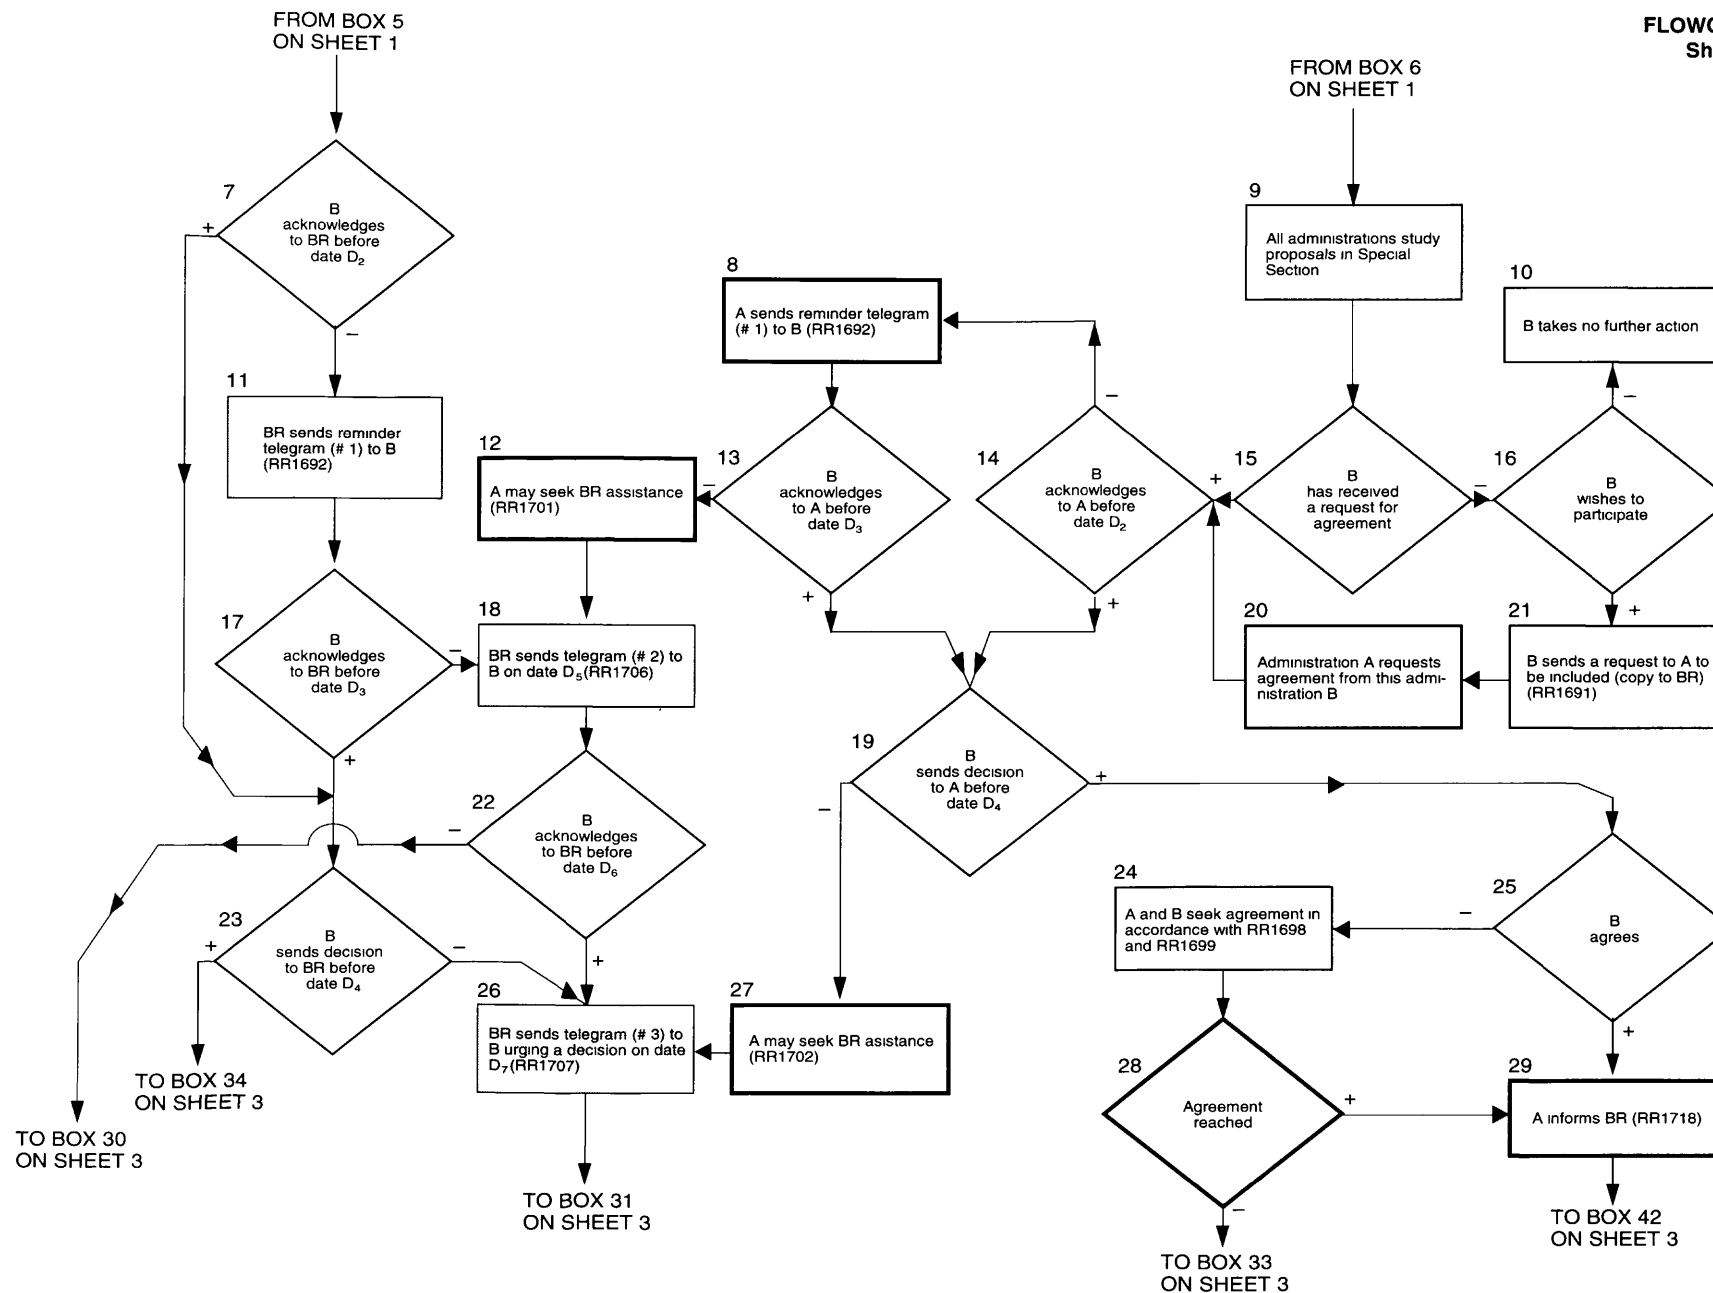 FROM BOX 5
ON SHEET 1
FROM BOX 6
ON SHEET 1
7
+
B
acknowledges
to BR before
date D2
−
8
A sends reminder telegram
(# 1) to B (RR1692)
9
All administrations study
proposals in Special
Section
10
B takes no further action
11
BR sends reminder
telegram (# 1) to B
(RR1692)
12
A may seek BR assistance
(RR1701)
13
−
B
acknowledges
to A before
date D3
+
14
−
B
acknowledges
to A before
date D2
+
15
+
B
has received
a request for
agreement
−
16
−
B
wishes to
participate
+
17
B
acknowledges
to BR before
date D3
−
+
18
BR sends telegram (# 2) to
B on date D5(RR1706)
19
B
sends decision
to A before
date D4
+
−
20
Administration A requests
agreement from this admi-
nistration B
21
B sends a request to A to
be included (copy to BR)
(RR1691)
22
−
B
acknowledges
to BR before
date D6
+
23
+
B
sends decision
to BR before
date D4
−
24
A and B seek agreement in
accordance with RR1698
and RR1699
25
−
B
agrees
+
26
BR sends telegram (# 3) to
B urging a decision on date
D7(RR1707)
27
A may seek BR asistance
(RR1702)
28
Agreement
reached
+
−
29
A informs BR (RR1718)
TO BOX 34
ON SHEET 3
TO BOX 30
ON SHEET 3
TO BOX 31
ON SHEET 3
TO BOX 33
ON SHEET 3
TO BOX 42
ON SHEET 3